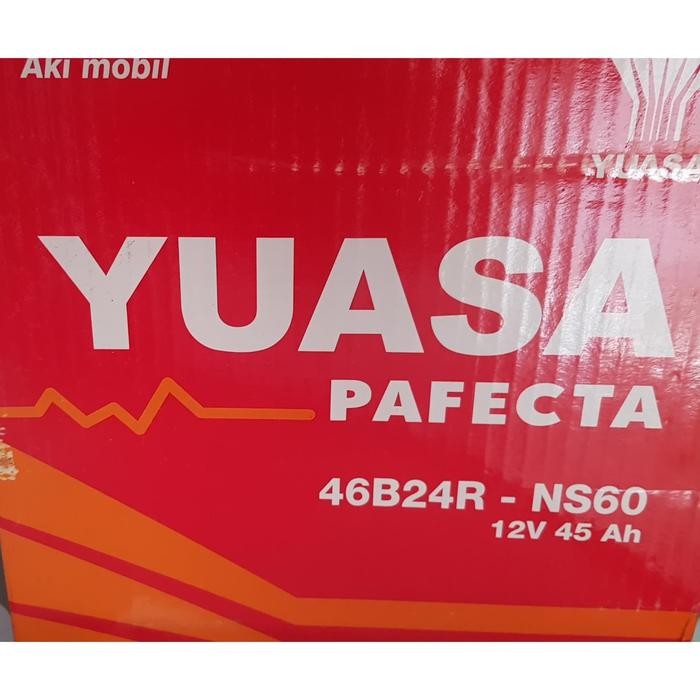 Aki mobil
YUASA
YUASA
PAFECTA
46B24R - NS60
12V 45 Ah